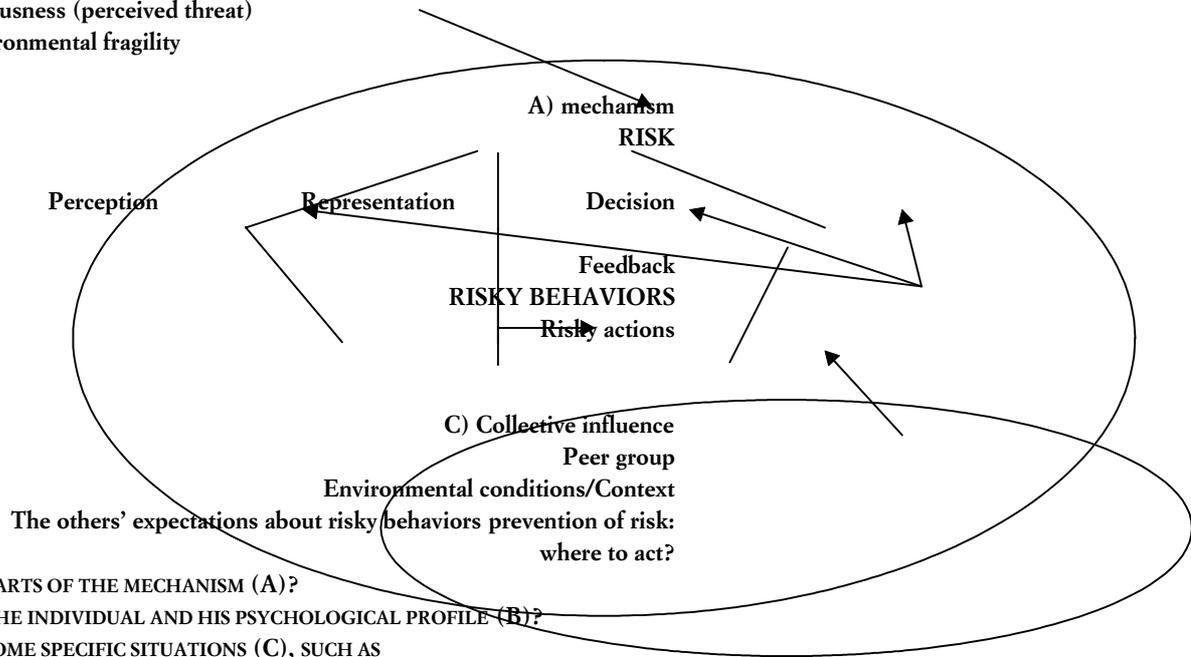 usness (perceived threat)
ronmental fragility
A) mechanism
RISK
Perception Representation Decision
Feedback
RISKY BEHAVIORS
Risky actions
C) Collective influence
Peer group
Environmental conditions/Context
The others’ expectations about risky behaviors prevention of risk:
where to act?
ARTS OF THE MECHANISM (A)?
HE INDIVIDUAL AND HIS PSYCHOLOGICAL PROFILE (B)?
OME SPECIFIC SITUATIONS (C), SUCH AS